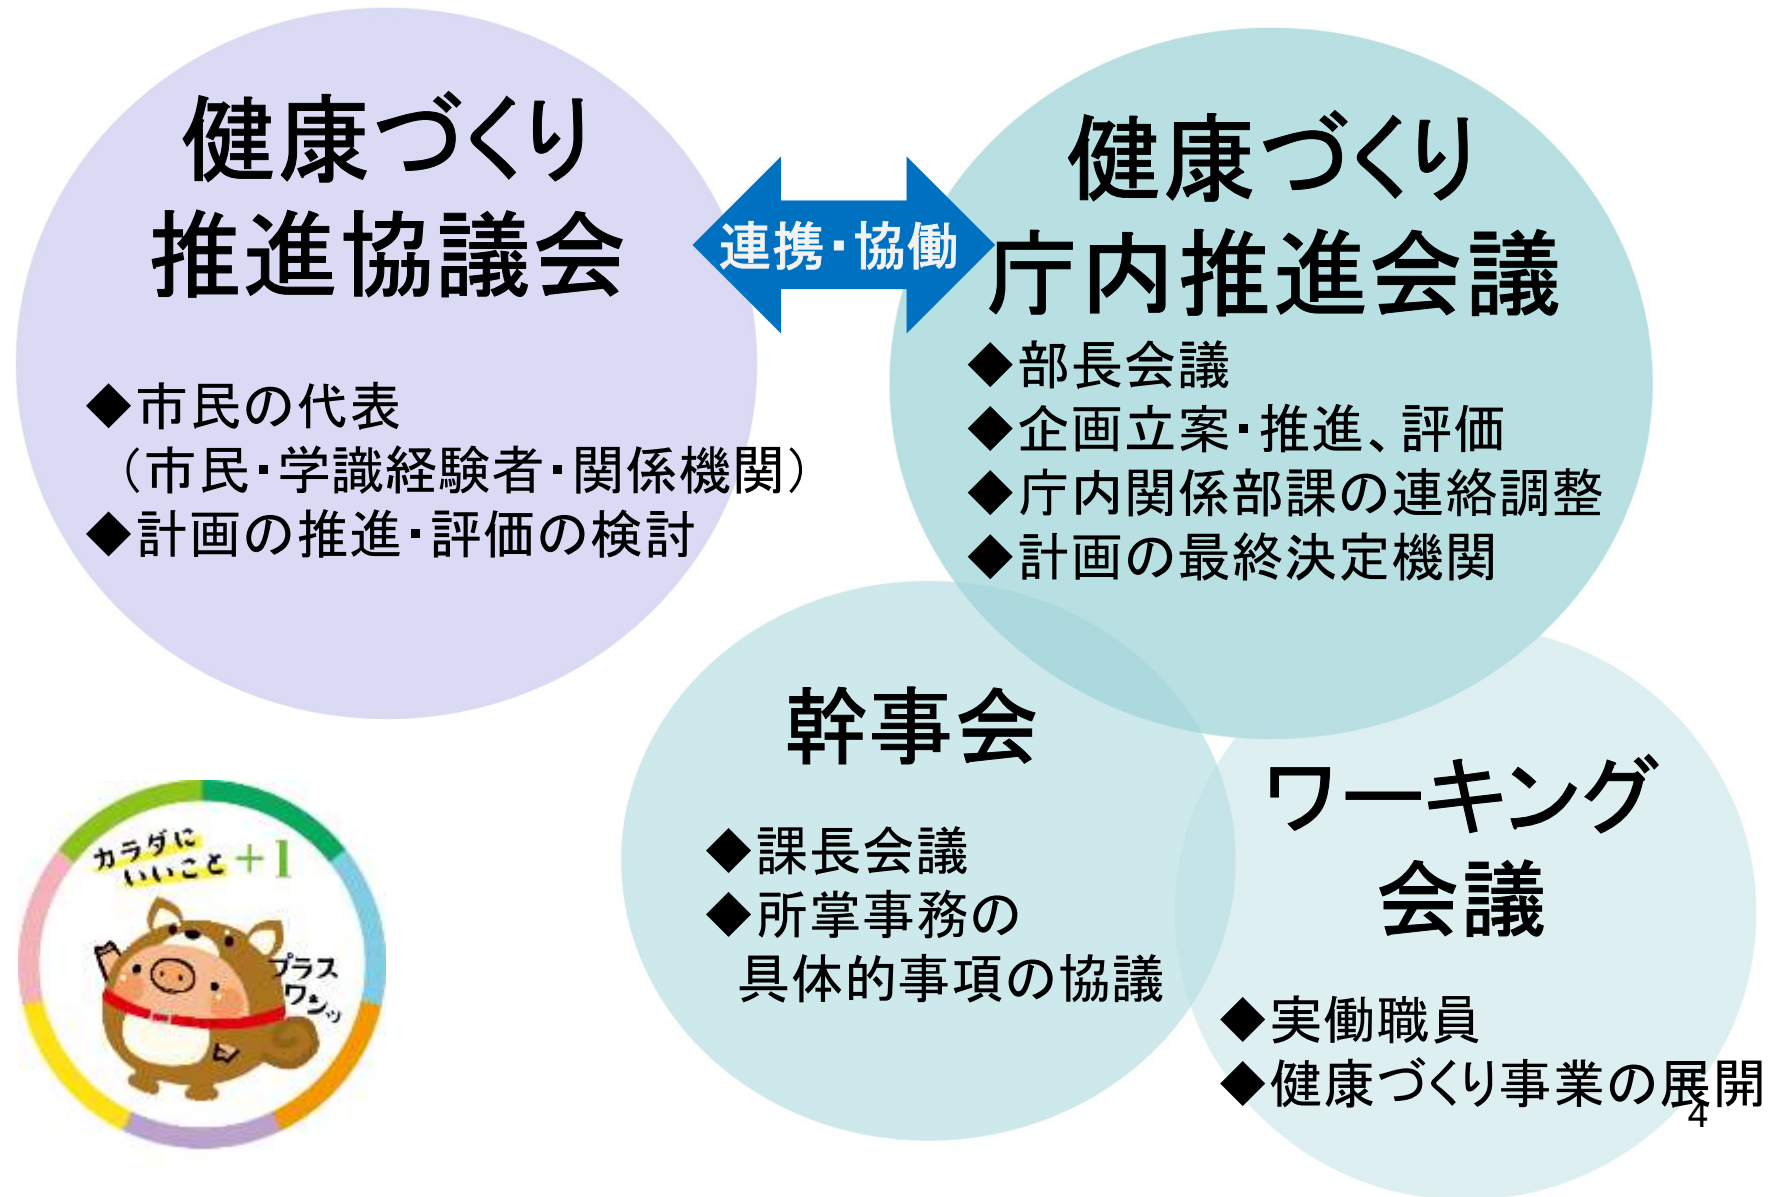 健康づくり
推進協議会
◆市民の代表
（市民・学識経験者・関係機関）
◆計画の推進・評価の検討
連携・協働
健康づくり
庁内推進会議
◆部長会議
◆企画立案・推進、評価
◆庁内関係部課の連絡調整
◆計画の最終決定機関
幹事会
◆課長会議
◆所掌事務の
具体的事項の協議
ワーキング
会議
◆実働職員
◆健康づくり事業の展開
カラダに
いいこと+1
プラス
ワンッ
4